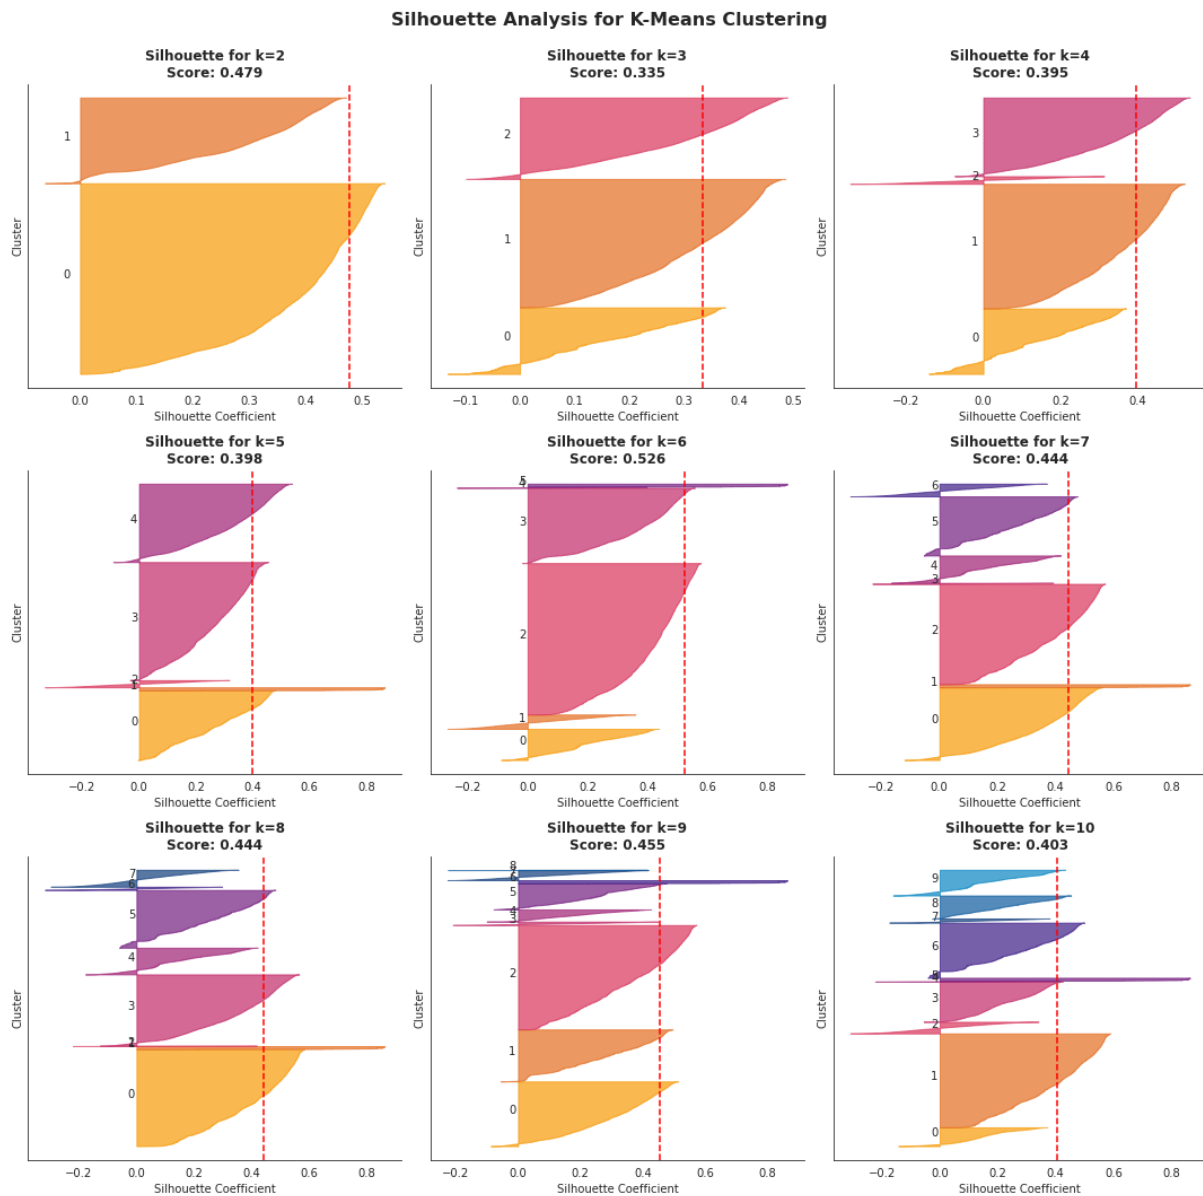 Silhouette Analysis for K-Means Clustering
Silhouette for k=2
Score: 0.479
Cluster
1
0
0.0 0.1 0.2 0.3 0.4 0.5
Silhouette Coefficient
Silhouette for k=3
Score: 0.335
Cluster
2
1
0
−0.1 0.0 0.1 0.2 0.3 0.4 0.5
Silhouette Coefficient
Silhouette for k=4
Score: 0.395
Cluster
3
2
1
0
−0.2 0.0 0.2 0.4
Silhouette Coefficient
Silhouette for k=5
Score: 0.398
Cluster
4
3
2
1
0
−0.2 0.0 0.2 0.4 0.6 0.8
Silhouette Coefficient
Silhouette for k=6
Score: 0.526
Cluster
5
3
2
1
0
−0.2 0.0 0.2 0.4 0.6 0.8
Silhouette Coefficient
Silhouette for k=7
Score: 0.444
Cluster
6
5
4
3
2
1
0
−0.2 0.0 0.2 0.4 0.6 0.8
Silhouette Coefficient
Silhouette for k=8
Score: 0.444
Cluster
7
6
5
4
3
0
−0.2 0.0 0.2 0.4 0.6 0.8
Silhouette Coefficient
Silhouette for k=9
Score: 0.455
Cluster
8
5
4
3
2
1
0
−0.2 0.0 0.2 0.4 0.6 0.8
Silhouette Coefficient
Silhouette for k=10
Score: 0.403
Cluster
9
8
7
6
3
2
1
0
−0.2 0.0 0.2 0.4 0.6 0.8
Silhouette Coefficient